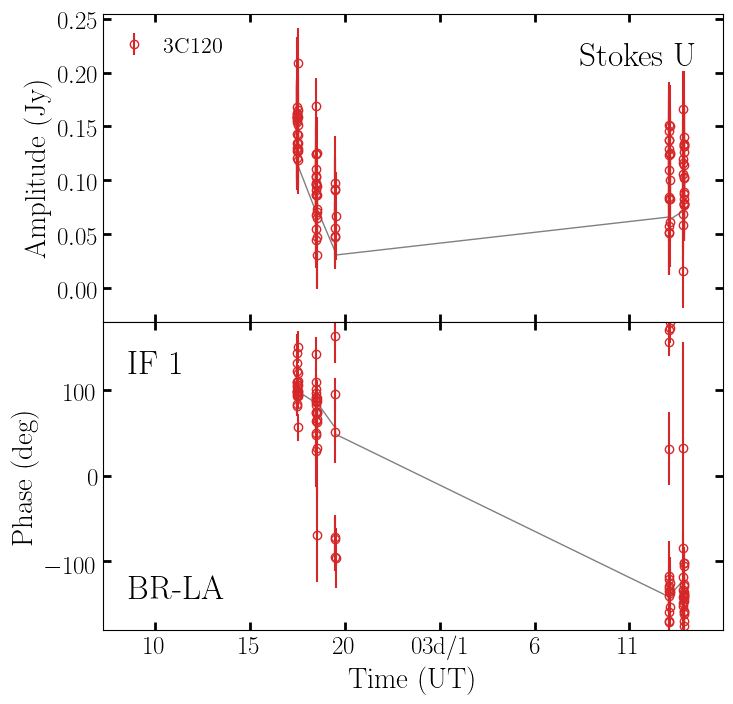 0.25
3C120
Stokes U
0.20
0.15
0.10
0.05
0.00
Amplitude (Jy)
IF 1
100
0
−100
Phase (deg)
BR-LA
10 15 20 03d/1 6 11
Time (UT)